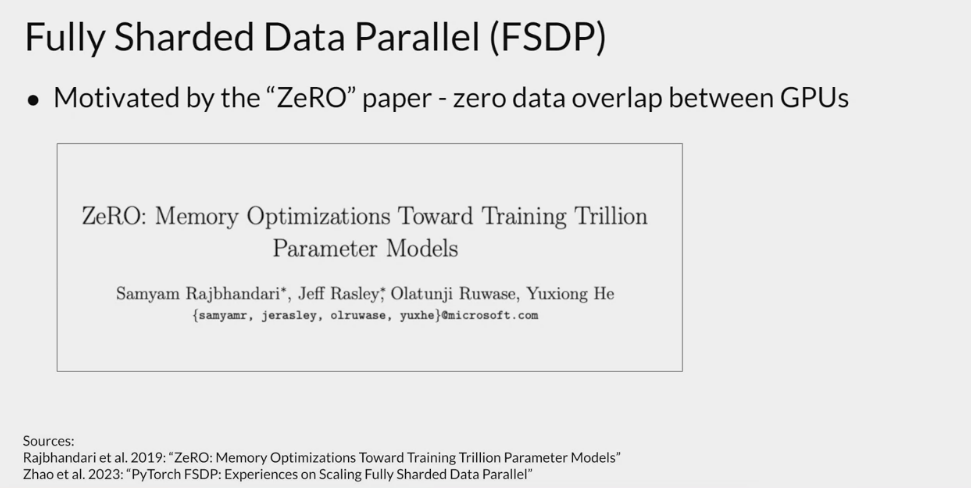 Fully Sharded Data Parallel (FSDP)
● Motivated by the “ZeRO” paper - zero data overlap between GPUs
ZeRO: Memory Optimizations Toward Training Trillion
Parameter Models
Samyam Rajbhandari*, Jeff Rasley*, Olatunji Ruwase, Yuxiong He
{samyamr, jerasley, olruwase, yuxhe}@microsoft.com
Sources:
Rajbhandari et al. 2019: “ZeRO: Memory Optimizations Toward Training Trillion Parameter Models”
Zhao et al. 2023: “PyTorch FSDP: Experiences on Scaling Fully Sharded Data Parallel”